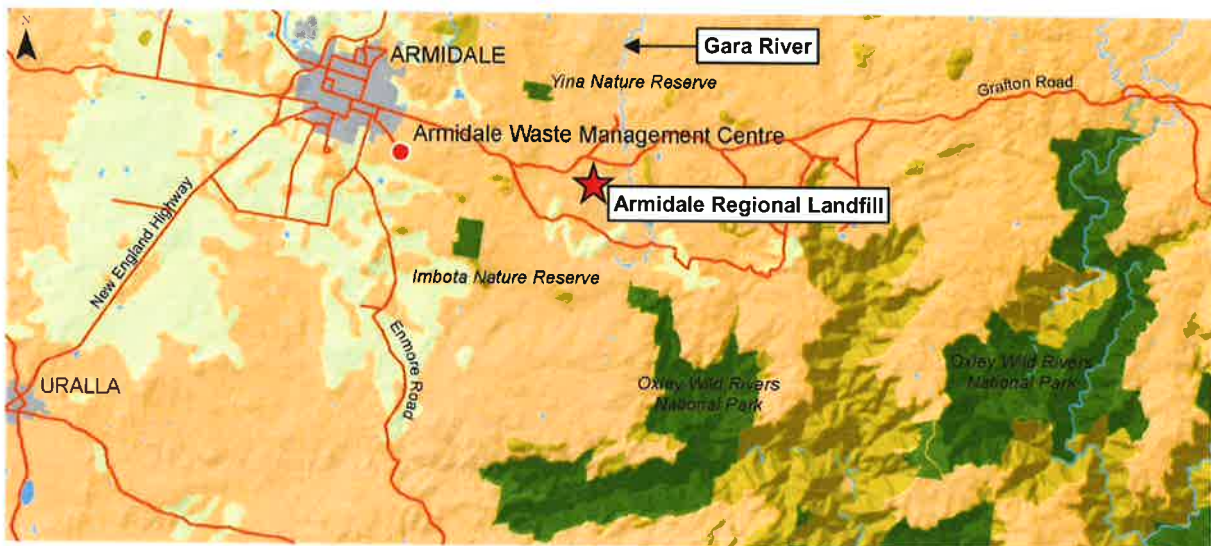 N
ARMIDALE
Gara River
Yina Nature Reserve
Grafton Road
Armidale Waste Management Centre
Armidale Regional Landfill
New England Highway
Imbota Nature Reserve
Enmore Road
URALLA
Oxley Wild Rivers
National Park
Oxley Wild Rivers
National Park